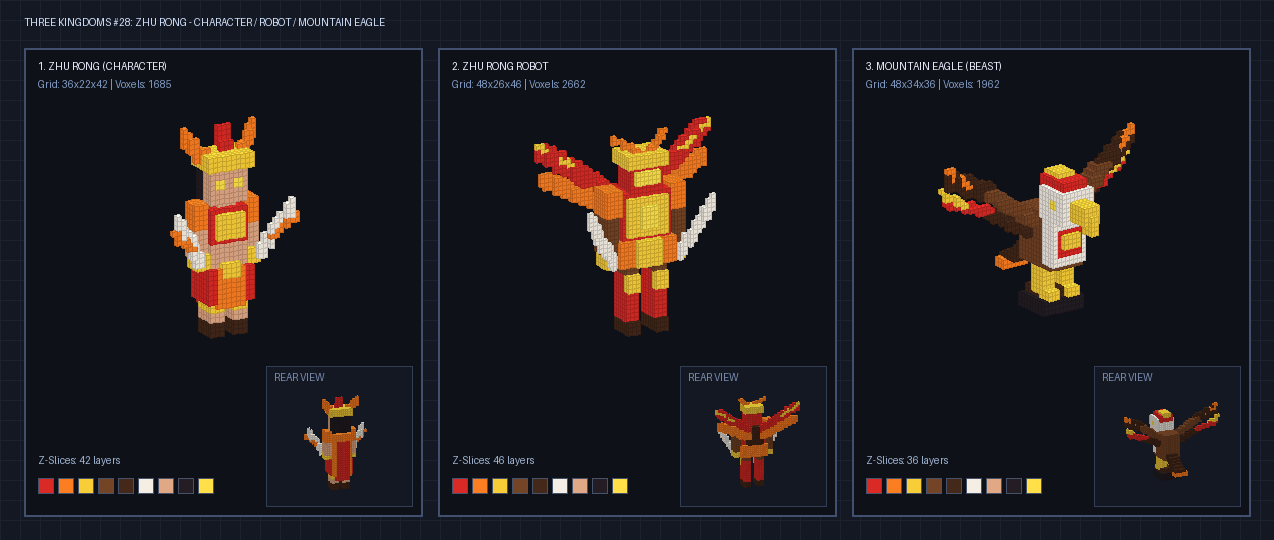 THREE KINGDOMS #28: ZHU RONG - CHARACTER / ROBOT / MOUNTAIN EAGLE
1. ZHU RONG (CHARACTER)
Grid: 36x22x42 | Voxels: 1685
REAR VIEW
Z-Slices: 42 layers
2. ZHU RONG ROBOT
Grid: 48x26x46 | Voxels: 2662
REAR VIEW
Z-Slices: 46 layers
3. MOUNTAIN EAGLE (BEAST)
Grid: 48x34x36 | Voxels: 1962
REAR VIEW
Z-Slices: 36 layers